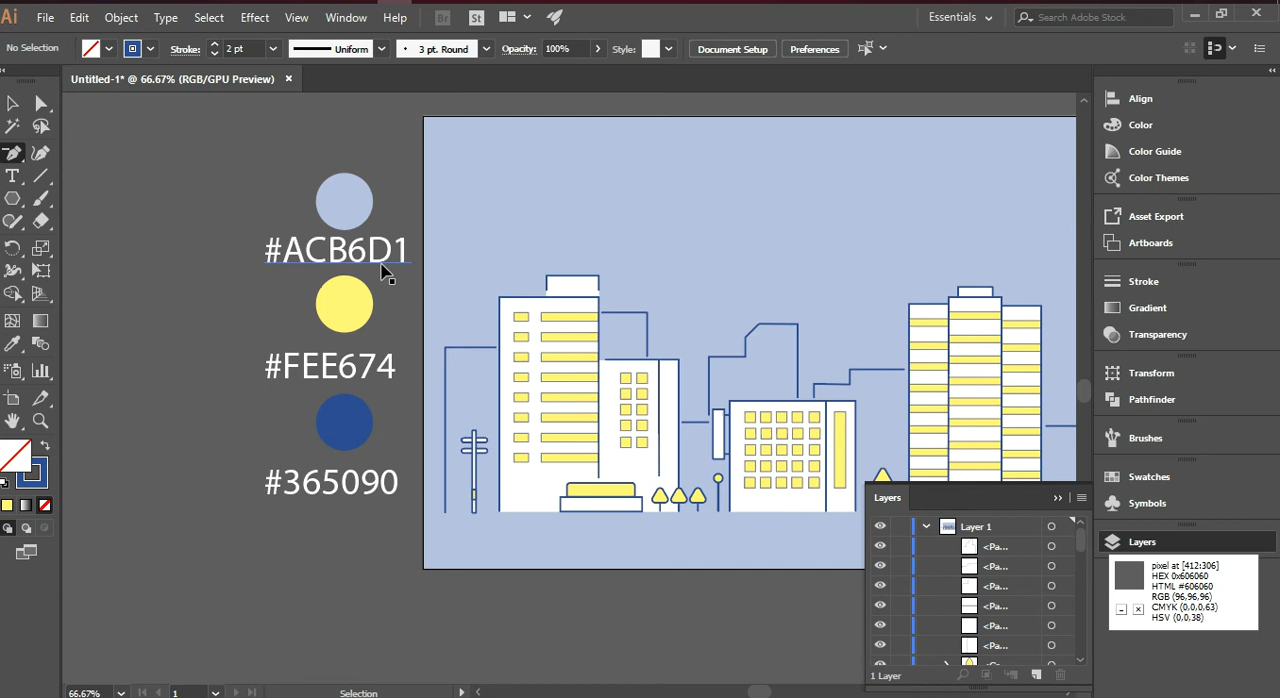 Ai File Edit Object Type Select Effect View Window Help Br St Essentials Search Adobe Stock
No Selection Stroke: 2 pt Uniform 3 pt. Round Opacity: 100% Style: Document Setup Preferences
Untitled-1* @ 66.67% (RGB/GPU Preview)
#ACB6D1
#FEE674
#365090
Align
Color
Color Guide
Color Themes
Asset Export
Artboards
Stroke
Gradient
Transparency
Transform
Pathfinder
Brushes
Swatches
Symbols
Layers
Layers
Layer 1
<Pa...
<Pa...
<Pa...
<Pa...
<Pa...
<Pa...
1 Layer
pixel at [412:306]
HEX 0x606060
HTML #606060
RGB (96,96,96)
CMYK (0,0,0,63)
HSV (0,0,38)
66.67% 1 Selection